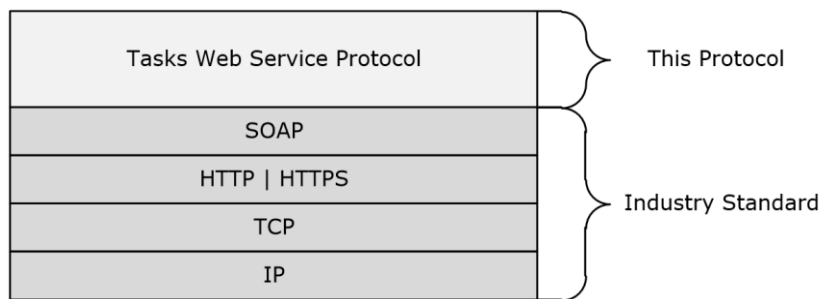 Tasks Web Service Protocol
This Protocol
SOAP
HTTP | HTTPS
Industry Standard
TCP
IP